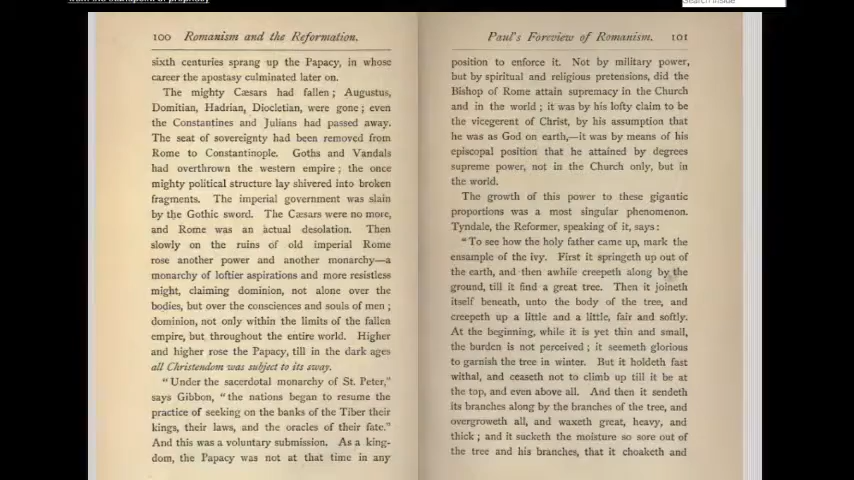 from the standpoint of prophecy
Search inside
100 Romanism and the Reformation.
sixth centuries sprang up the Papacy, in whose
career the apostasy culminated later on.
The mighty Cæsars had fallen ; Augustus,
Domitian, Hadrian, Diocletian, were gone ; even
the Constantines and Julians had passed away.
The seat of sovereignty had been removed from
Rome to Constantinople. Goths and Vandals
had overthrown the western empire ; the once
mighty political structure lay shivered into broken
fragments. The imperial government was slain
by the Gothic sword. The Cæsars were no more,
and Rome was an actual desolation. Then
slowly on the ruins of old imperial Rome
rose another power and another monarchy—a
monarchy of loftier aspirations and more resistless
might, claiming dominion, not alone over the
bodies, but over the consciences and souls of men ;
dominion, not only within the limits of the fallen
empire, but throughout the entire world. Higher
and higher rose the Papacy, till in the dark ages
all Christendom was subject to its sway.
"Under the sacerdotal monarchy of St. Peter,"
says Gibbon, "the nations began to resume the
practice of seeking on the banks of the Tiber their
kings, their laws, and the oracles of their fate."
And this was a voluntary submission. As a king-
dom, the Papacy was not at that time in any
Paul's Foreview of Romanism. 101
position to enforce it. Not by military power,
but by spiritual and religious pretensions, did the
Bishop of Rome attain supremacy in the Church
and in the world ; it was by his lofty claim to be
the vicegerent of Christ, by his assumption that
he was as God on earth,—it was by means of his
episcopal position that he attained by degrees
supreme power, not in the Church only, but in
the world.
The growth of this power to these gigantic
proportions was a most singular phenomenon.
Tyndale, the Reformer, speaking of it, says :
"To see how the holy father came up, mark the
ensample of the ivy. First it springeth up out of
the earth, and then awhile creepeth along by the
ground, till it find a great tree. Then it joineth
itself beneath, unto the body of the tree, and
creepeth up a little and a little, fair and softly.
At the beginning, while it is yet thin and small,
the burden is not perceived ; it seemeth glorious
to garnish the tree in winter. But it holdeth fast
withal, and ceaseth not to climb up till it be at
the top, and even above all. And then it sendeth
its branches along by the branches of the tree, and
overgroweth all, and waxeth great, heavy, and
thick ; and it sucketh the moisture so sore out of
the tree and his branches, that it choaketh and